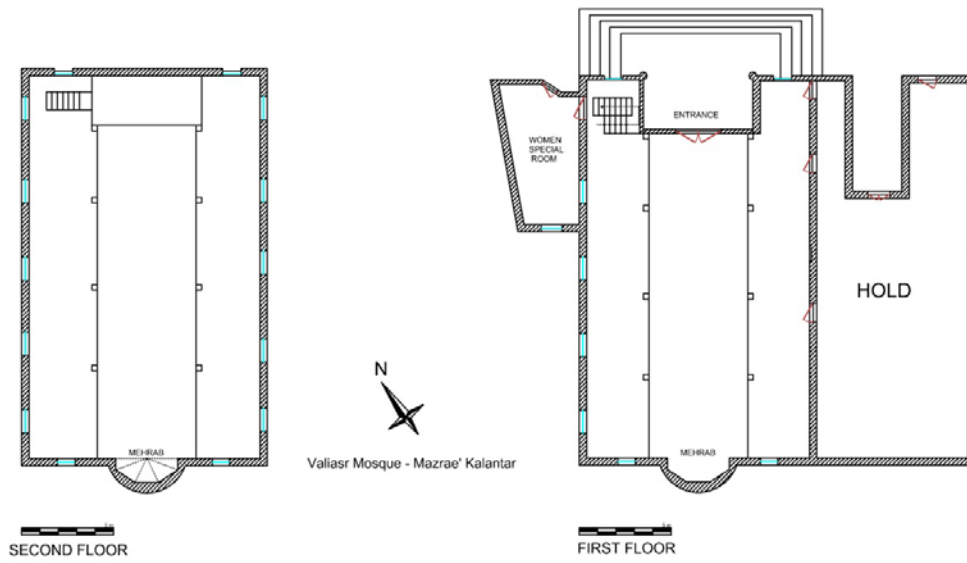 ENTRANCE
WOMEN
SPECIAL
ROOM
HOLD
N
MEHRAB
MEHRAB
Valiasr Mosque - Mazrae' Kalantar
SECOND FLOOR
FIRST FLOOR